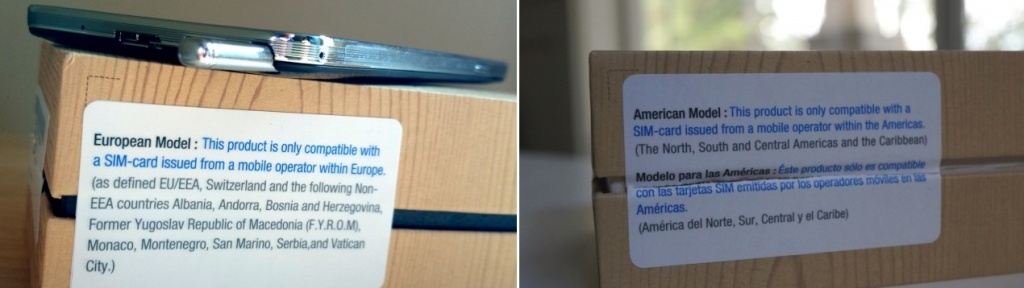 European Model : This product is only compatible with
a SIM-card issued from a mobile operator within Europe.
(as defined EU/EEA, Switzerland and the following Non-
EEA countries Albania, Andorra, Bosnia and Herzegovina,
Former Yugoslav Republic of Macedonia (F.Y.R.O.M),
Monaco, Montenegro, San Marino, Serbia,and Vatican
City.)
American Model : This product is only compatible with a
SIM-card issued from a mobile operator within the Americas.
(The North, South and Central Americas and the Caribbean)
Modelo para las Américas : Éste producto sólo es compatible
con las tarjetas SIM emitidas por los operadores móviles en las
Américas.
(América del Norte, Sur, Central y el Caribe)